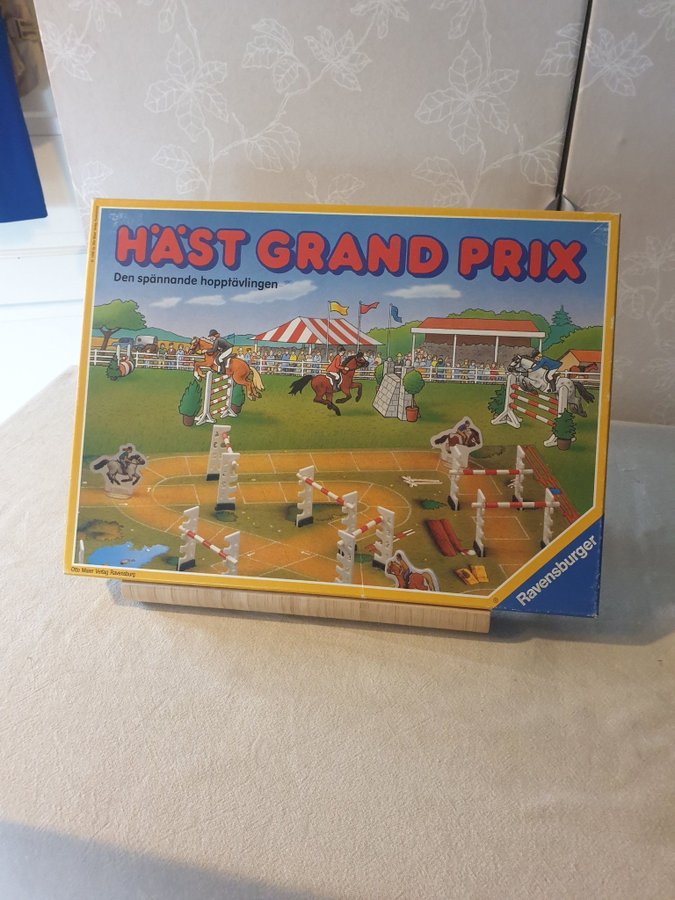 HÄST GRAND PRIX
Den spännande hopptävlingen
Otto Maier Verlag Ravensburg
Ravensburger
®